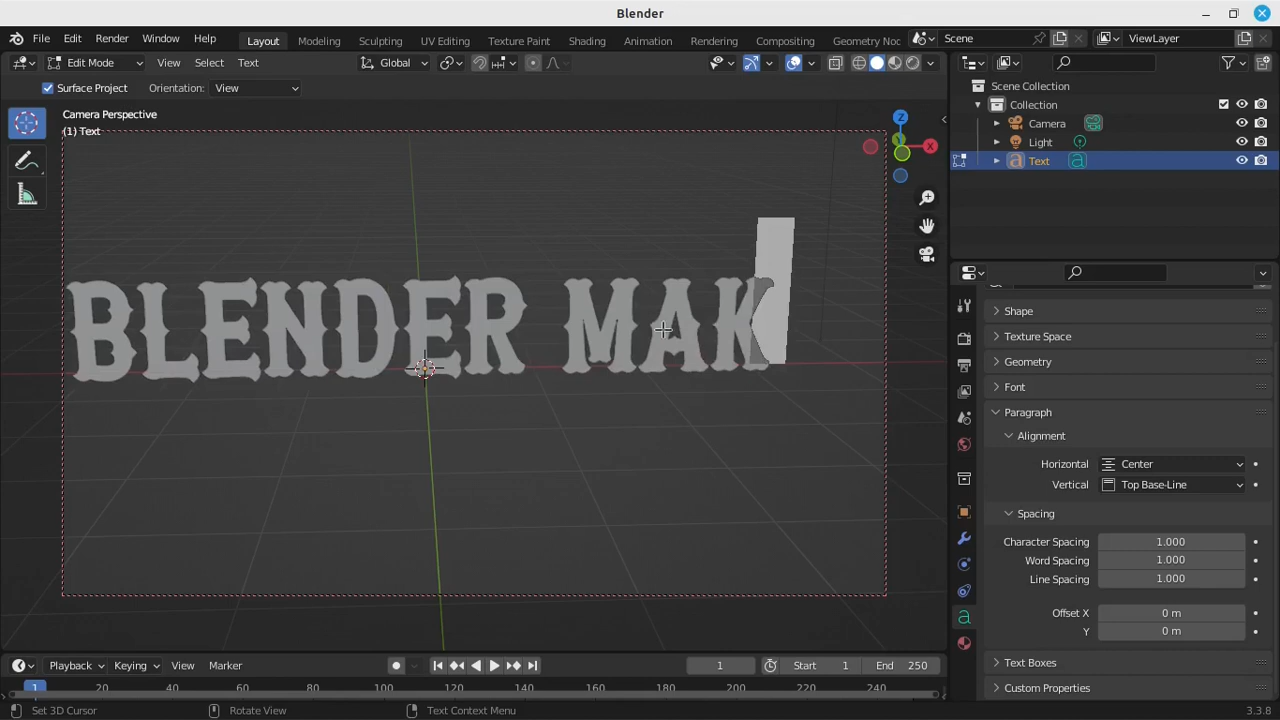 Blender
File Edit Render Window Help Layout Modeling Sculpting UV Editing Texture Paint Shading Animation Rendering Compositing Geometry Noc Scene ViewLayer
Edit Mode View Select Text Global
Surface Project Orientation: View
Camera Perspective
(1) Text
Z
Y
X
BLENDER MAK
Scene Collection
Collection
Camera
Light
Text
Shape
Texture Space
Geometry
Font
Paragraph
Alignment
Horizontal Center
Vertical Top Base-Line
Spacing
Character Spacing 1.000
Word Spacing 1.000
Line Spacing 1.000
Offset X 0 m
Y 0 m
Text Boxes
Custom Properties
Playback Keying View Marker 1 Start 1 End 250
1 20 40 60 80 100 120 140 160 180 200 220 240
Set 3D Cursor Rotate View Text Context Menu 3.3.8